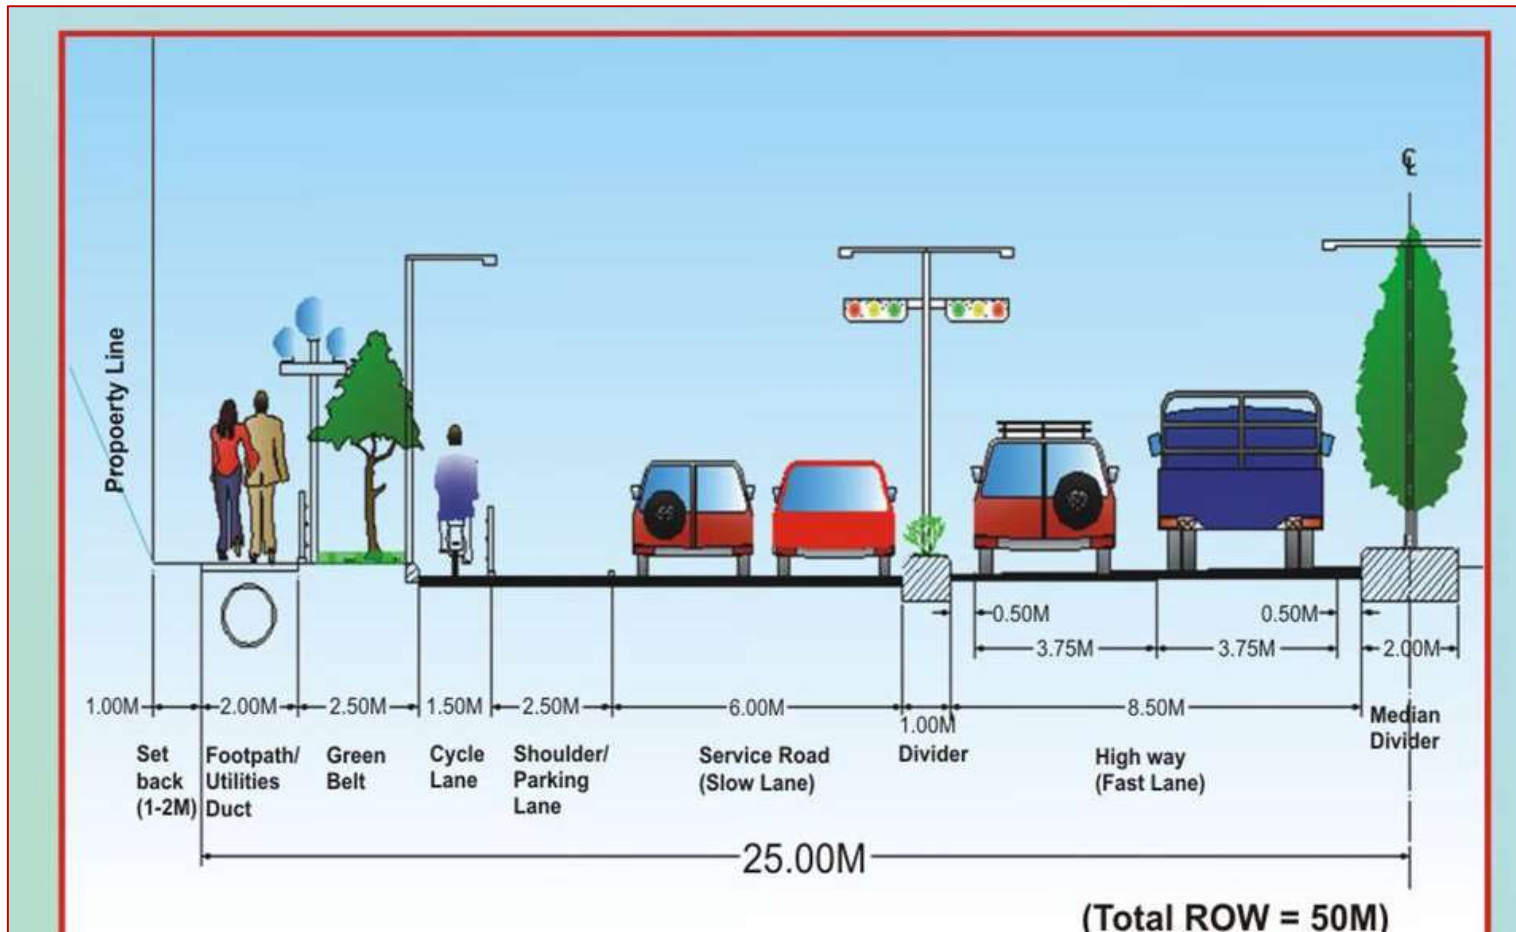 ℄
Propoerty Line
0.50M
0.50M
3.75M
3.75M
2.00M
1.00M
2.00M
2.50M
1.50M
2.50M
6.00M
1.00M
8.50M
Set
back
(1-2M)
Footpath/
Utilities
Duct
Green
Belt
Cycle
Lane
Shoulder/
Parking
Lane
Service Road
(Slow Lane)
Divider
High way
(Fast Lane)
Median
Divider
25.00M
(Total ROW = 50M)